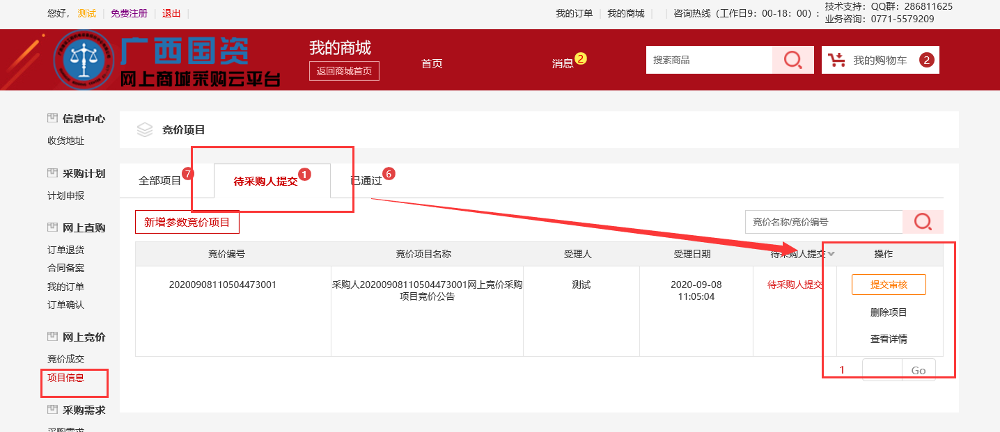 您好， 测试 免费注册 退出
我的订单 我的商城 咨询热线（工作日9：00-18：00）：
技术支持：QQ群：286811625
业务咨询：0771-5579209
广西国资
网上商城采购云平台
我的商城
返回商城首页
首页
消息 2
搜索商品
我的购物车 2
信息中心
收货地址
采购计划
计划申报
网上直购
订单退货
合同备案
我的订单
订单确认
网上竞价
竞价成交
项目信息
采购需求
采购需求
竞价项目
全部项目 7 待采购人提交 1 已通过 6
新增参数竞价项目
竞价名称/竞价编号
竞价编号 竞价项目名称 受理人 受理日期 待采购人提交 操作
20200908110504473001
采购人20200908110504473001网上竞价采购
项目竞价公告
测试
2020-09-08
11:05:04
待采购人提交
提交审核
删除项目
查看详情
1 Go